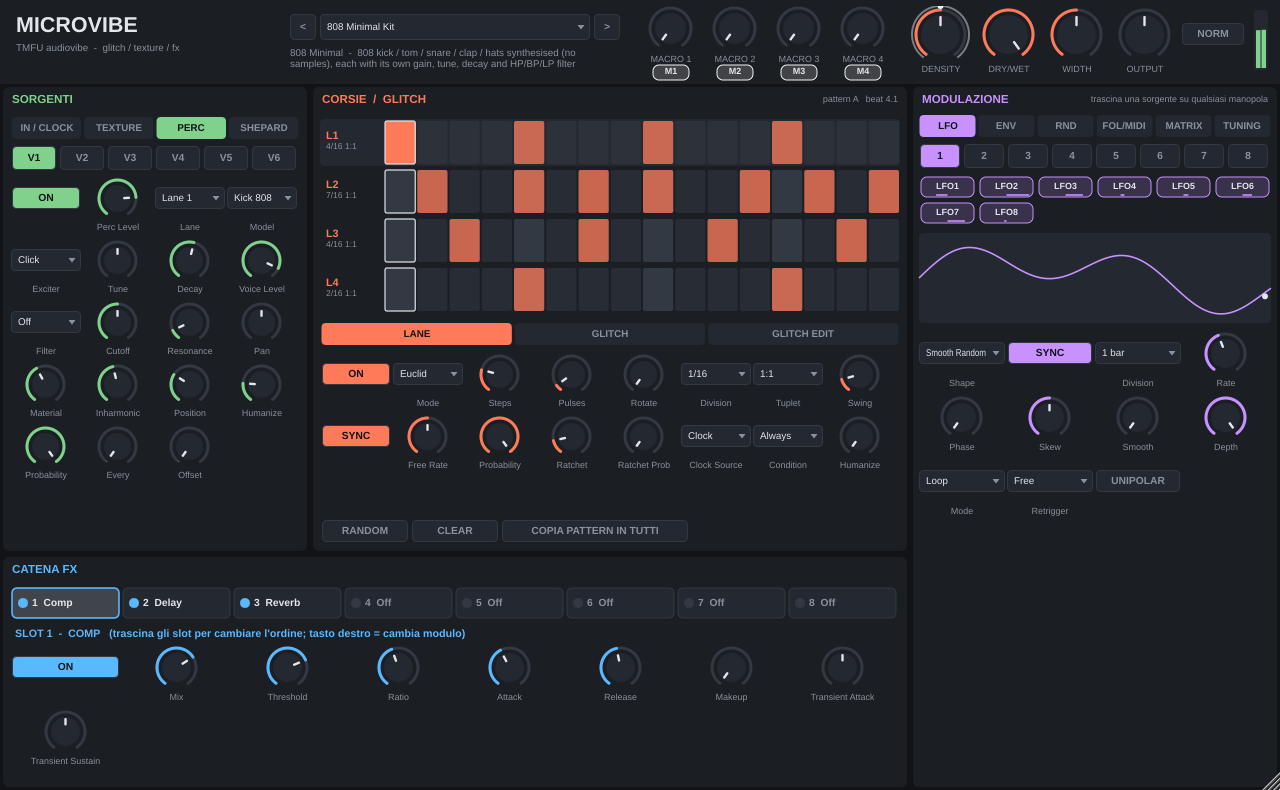 MICROVIBE
TMFU audiovibe - glitch / texture / fx
< 808 Minimal Kit >
808 Minimal - 808 kick / tom / snare / clap / hats synthesised (no
samples), each with its own gain, tune, decay and HP/BP/LP filter
MACRO 1 MACRO 2 MACRO 3 MACRO 4
M1 M2 M3 M4
DENSITY DRY/WET WIDTH OUTPUT
NORM
SORGENTI
IN / CLOCK TEXTURE PERC SHEPARD
V1 V2 V3 V4 V5 V6
ON Lane 1 Kick 808
Perc Level Lane Model
Click
Exciter Tune Decay Voice Level
Off
Filter Cutoff Resonance Pan
Material Inharmonic Position Humanize
Probability Every Offset
CORSIE / GLITCH
pattern A beat 4.1
L1
4/16 1:1
L2
7/16 1:1
L3
4/16 1:1
L4
2/16 1:1
LANE GLITCH GLITCH EDIT
ON Euclid 1/16 1:1
Mode Steps Pulses Rotate Division Tuplet Swing
SYNC Clock Always
Free Rate Probability Ratchet Ratchet Prob Clock Source Condition Humanize
RANDOM CLEAR COPIA PATTERN IN TUTTI
MODULAZIONE
trascina una sorgente su qualsiasi manopola
LFO ENV RND FOL/MIDI MATRIX TUNING
1 2 3 4 5 6 7 8
LFO1 LFO2 LFO3 LFO4 LFO5 LFO6
LFO7 LFO8
Smooth Random SYNC 1 bar
Shape Division Rate
Phase Skew Smooth Depth
Loop Free UNIPOLAR
Mode Retrigger
CATENA FX
1 Comp 2 Delay 3 Reverb 4 Off 5 Off 6 Off 7 Off 8 Off
SLOT 1 - COMP (trascina gli slot per cambiare l'ordine; tasto destro = cambia modulo)
ON
Mix Threshold Ratio Attack Release Makeup Transient Attack
Transient Sustain